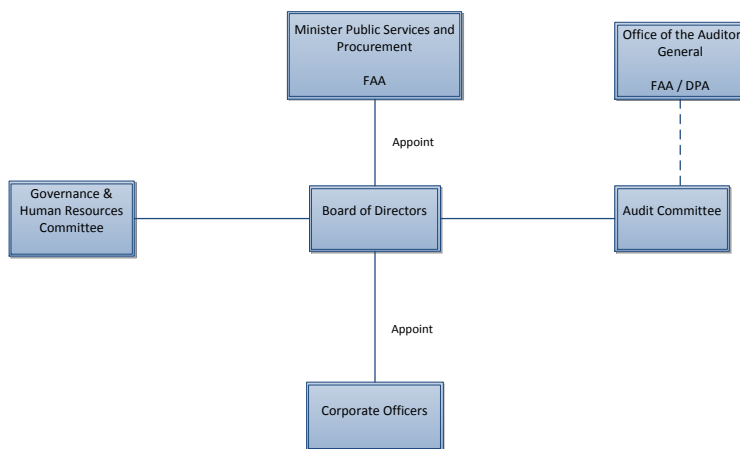 Minister Public Services and
Procurement
FAA
Office of the Auditor
General
FAA / DPA
Appoint
Governance &
Human Resources
Committee
Board of Directors
Audit Committee
Appoint
Corporate Officers